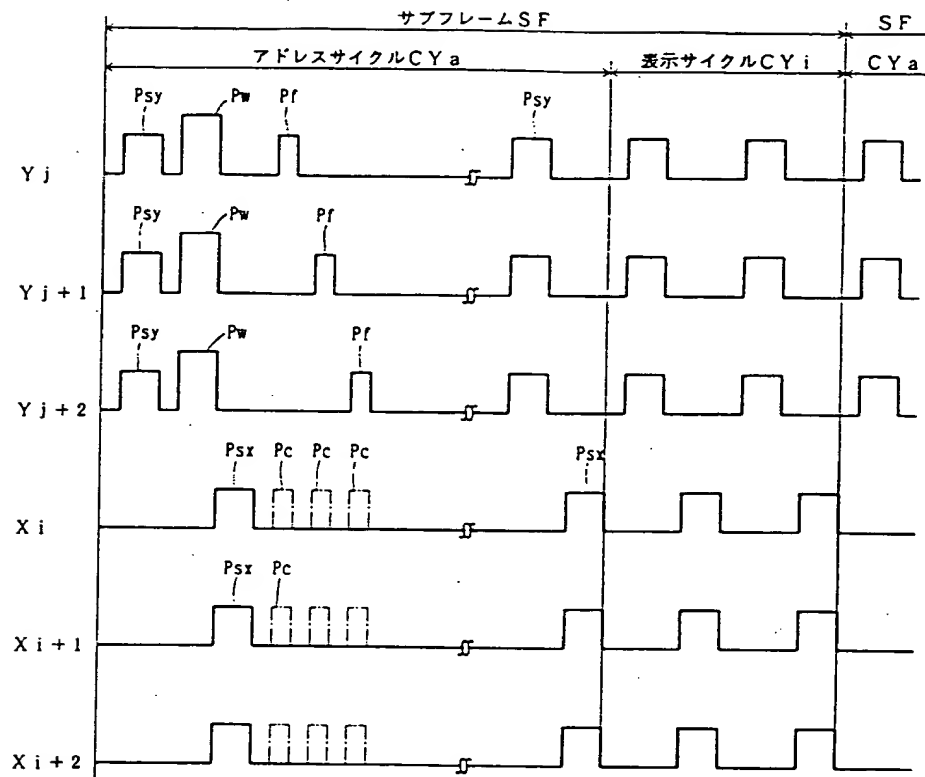 サブフレームSF SF
アドレスサイクルCYa 表示サイクルCYi CYa
Psy Pw Pf Psy
Yj
Psy Pw Pf
Yj+1
Psy Pw Pf
Yj+2
Psx Pc Pc Pc Psx
Xi
Psx Pc
Xi+1
Xi+2